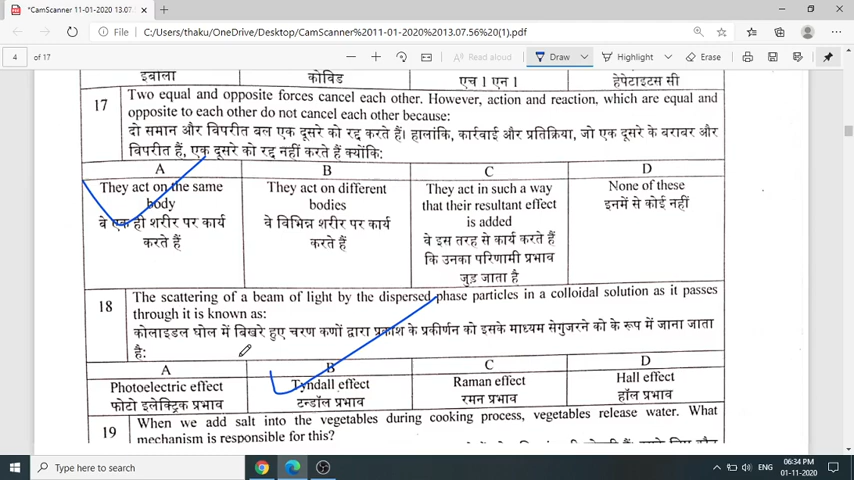 *CamScanner 11-01-2020 13.07.5
File
C:/Users/thaku/OneDrive/Desktop/CamScanner%2011-01-2020%2013.07.56%20(1).pdf
4 of 17
Read aloud
Draw
Highlight
Erase
इबोला
कोविड
एच 1 एन 1
हेपेटाइटस सी
17
Two equal and opposite forces cancel each other. However, action and reaction, which are equal and
opposite to each other do not cancel each other because:
दो समान और विपरीत बल एक दूसरे को रद्द करते हैं। हालांकि, कार्रवाई और प्रतिक्रिया, जो एक दूसरे के बराबर और
विपरीत हैं, एक दूसरे को रद्द नहीं करते हैं क्योंकि:
A
B
C
D
They act on the same
body
वे एक ही शरीर पर कार्य
करते हैं
They act on different
bodies
वे विभिन्न शरीर पर कार्य
करते हैं
They act in such a way
that their resultant effect
is added
वे इस तरह से कार्य करते हैं
कि उनका परिणामी प्रभाव
जुड़ जाता है
None of these
इनमें से कोई नहीं
18
The scattering of a beam of light by the dispersed phase particles in a colloidal solution as it passes
through it is known as:
कोलाइडल घोल में बिखरे हुए चरण कणों द्वारा प्रकाश के प्रकीर्णन को इसके माध्यम सेगुजरने को के रूप में जाना जाता
है:
A
B
C
D
Photoelectric effect
फोटो इलेक्ट्रिक प्रभाव
Tyndall effect
टन्डॉल प्रभाव
Raman effect
रमन प्रभाव
Hall effect
हॉल प्रभाव
19
When we add salt into the vegetables during cooking process, vegetables release water. What
mechanism is responsible for this?
Type here to search
ENG
06:34 PM
01-11-2020